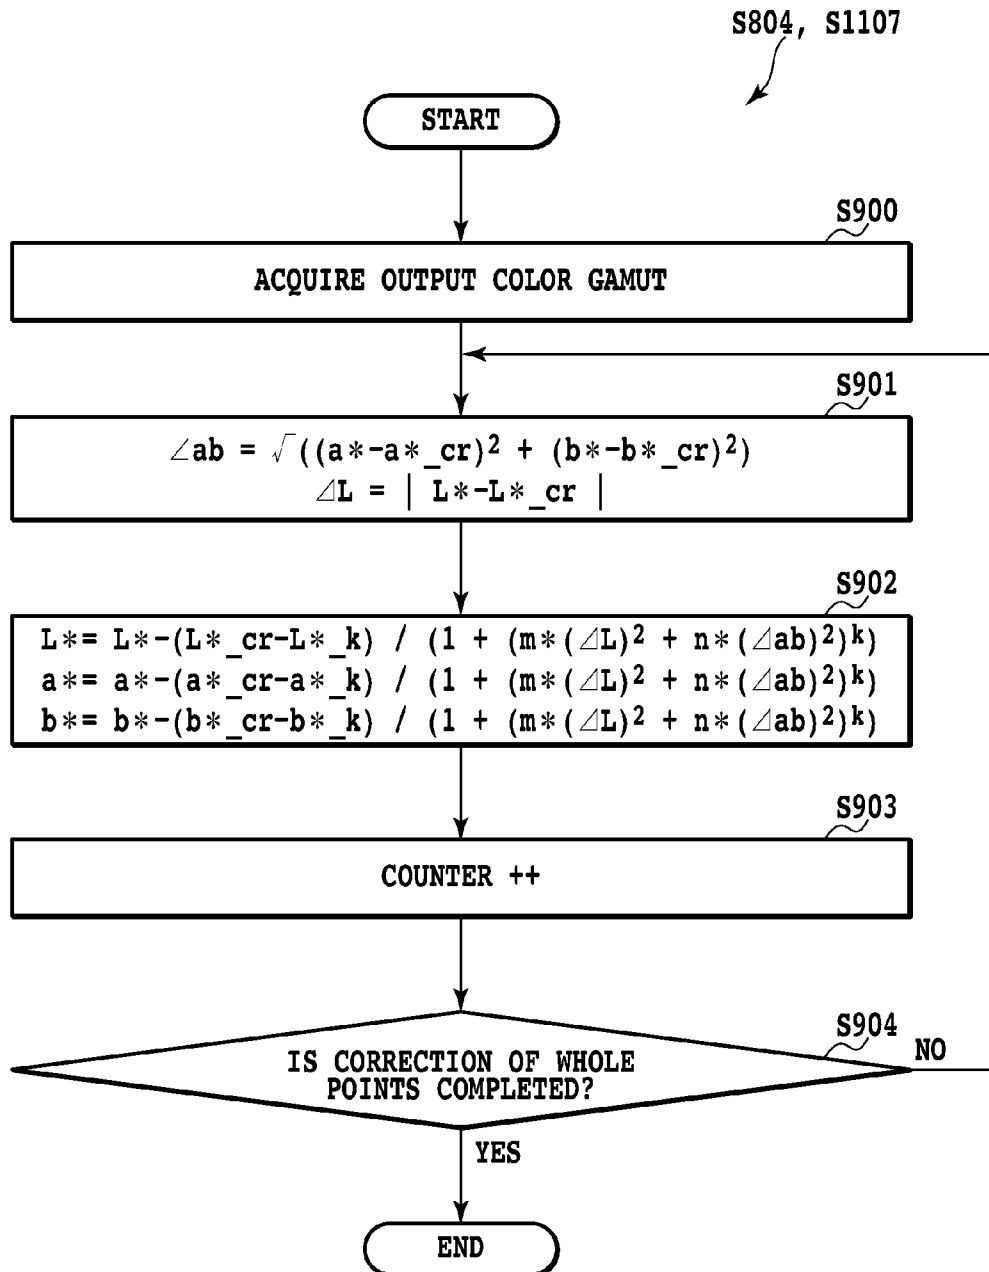 S804, S1107
START
S900
ACQUIRE OUTPUT COLOR GAMUT
S901
∠ab = √((a*-a*_cr)² + (b*-b*_cr)²)
⊿L = | L*-L*_cr |
S902
L*= L*-(L*_cr-L*_k) / (1 + (m*(⊿L)² + n*(⊿ab)²)ᵏ)
a*= a*-(a*_cr-a*_k) / (1 + (m*(⊿L)² + n*(⊿ab)²)ᵏ)
b*= b*-(b*_cr-b*_k) / (1 + (m*(⊿L)² + n*(⊿ab)²)ᵏ)
S903
COUNTER ++
S904
IS CORRECTION OF WHOLE
POINTS COMPLETED?
NO
YES
END